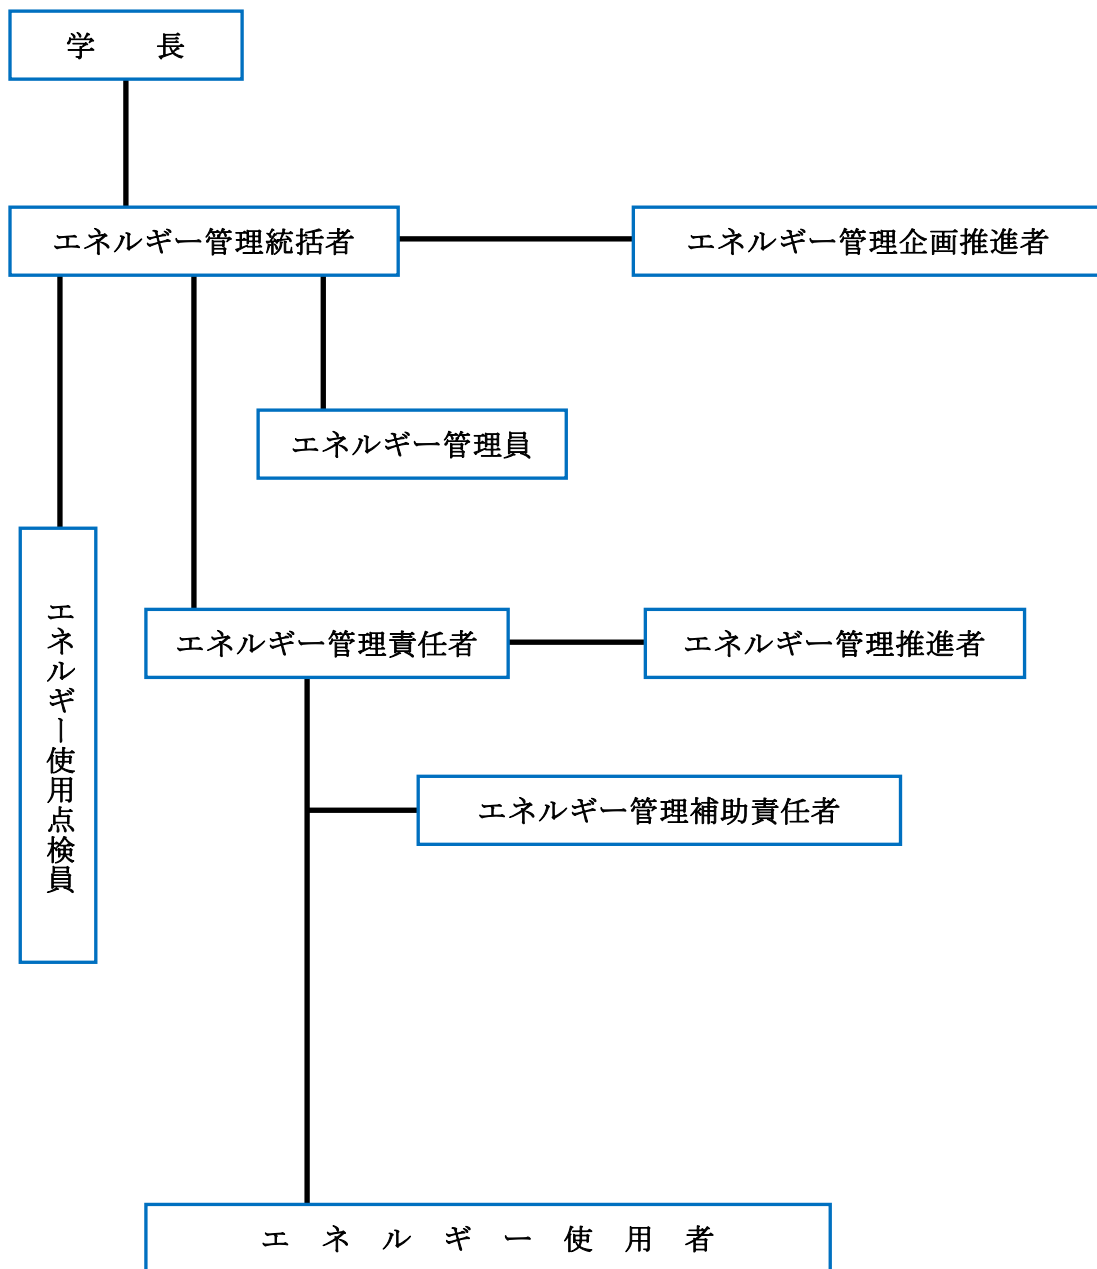 学　　長
エネルギー管理統括者
エネルギー管理企画推進者
エネルギー管理員
エネルギー使用点検員
エネルギー管理責任者
エネルギー管理推進者
エネルギー管理補助責任者
エ　ネ　ル　ギ　ー　使　用　者